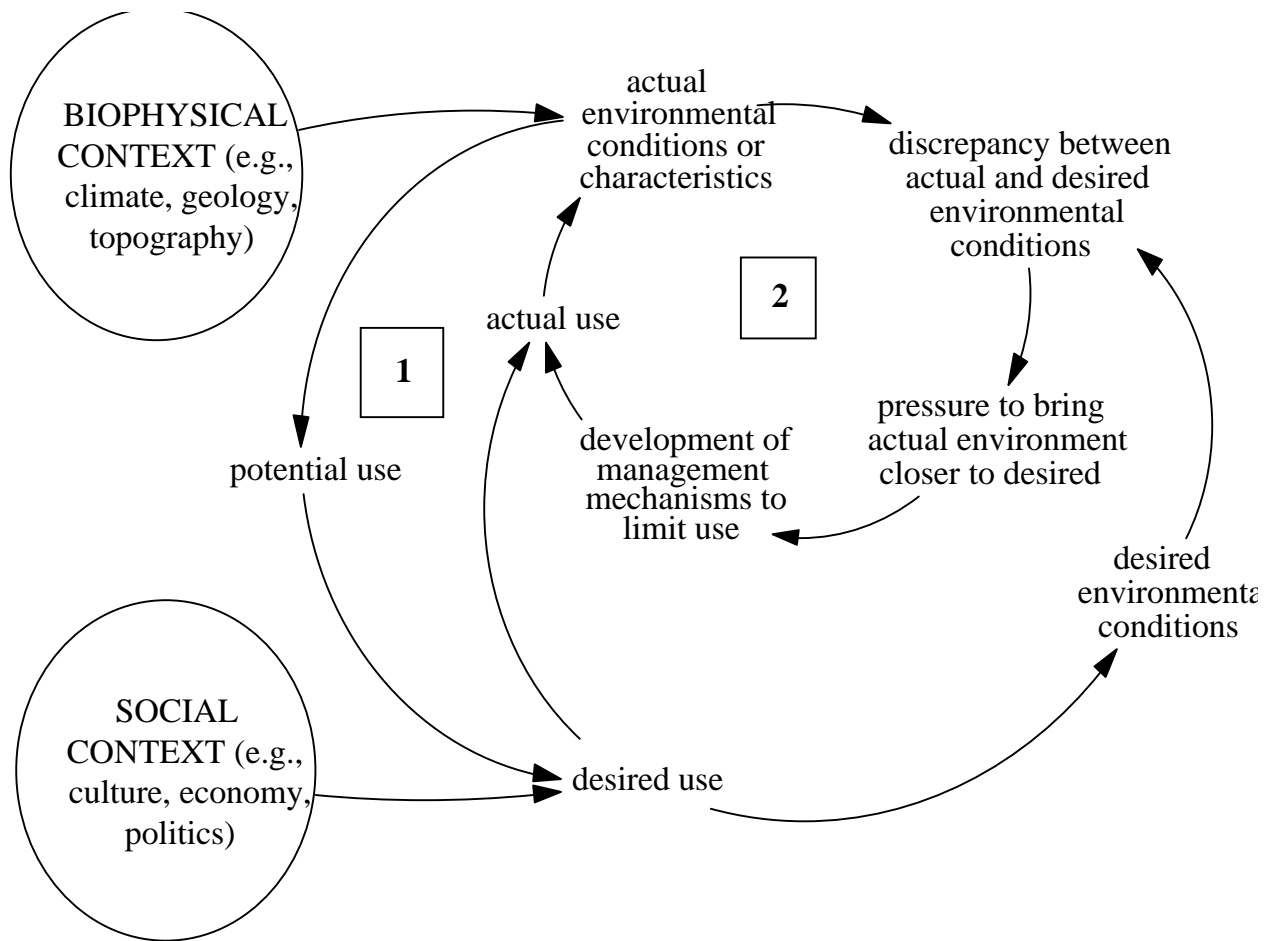 BIOPHYSICAL
CONTEXT (e.g.,
climate, geology,
topography)
actual
environmental
conditions or
characteristics
discrepancy between
actual and desired
environmental
conditions
2
actual use
1
pressure to bring
actual environment
closer to desired
development of
management
mechanisms to
limit use
potential use
desired
environmenta
conditions
SOCIAL
CONTEXT (e.g.,
culture, economy,
politics)
desired use